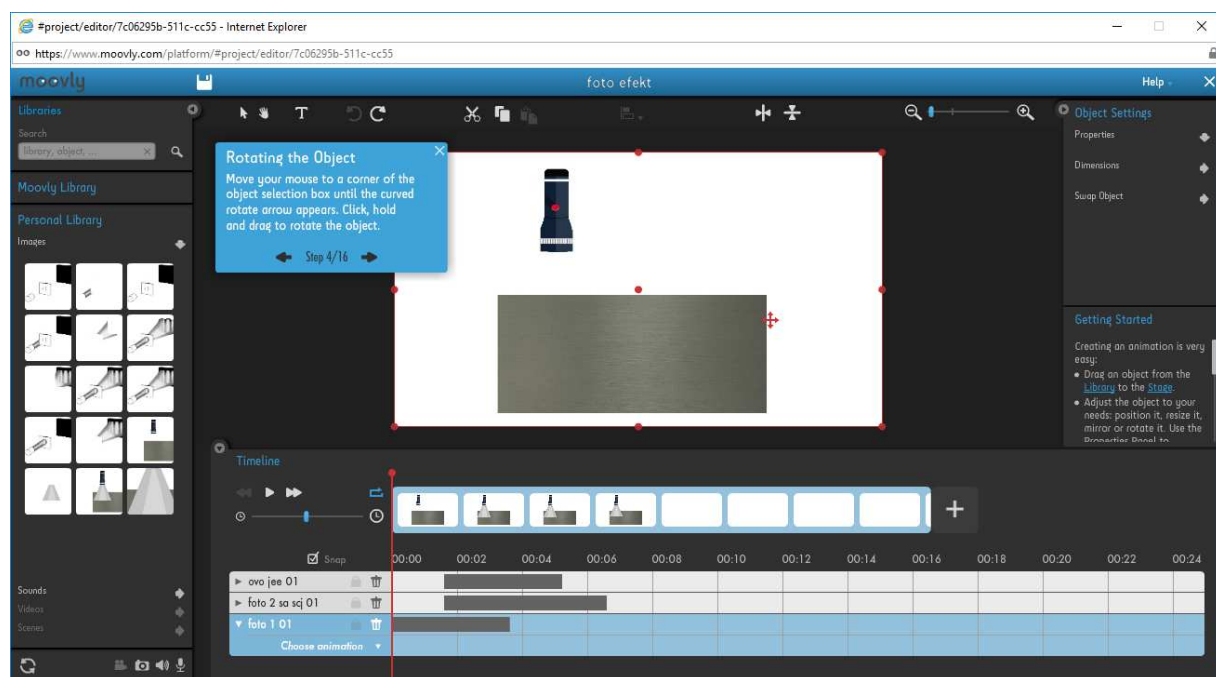 #project/editor/7c06295b-511c-cc55 - Internet Explorer
https://www.moovly.com/platform/#project/editor/7c06295b-511c-cc55
moovly
foto efekt
Help
Libraries
Search
library, object, ...
Moovly Library
Personal Library
Images
Sounds
Videos
Scenes
T
Rotating the Object
Move your mouse to a corner of the
object selection box until the curved
rotate arrow appears. Click, hold
and drag to rotate the object.
Step 4/16
Object Settings
Properties
Dimensions
Swap Object
Getting Started
Creating an animation is very
easy:
• Drag an object from the
Library to the Stage.
• Adjust the object to your
needs: position it, resize it,
mirror or rotate it. Use the
Properties Panel to
Timeline
Snap
00:00 00:02 00:04 00:06 00:08 00:10 00:12 00:14 00:16 00:18 00:20 00:22 00:24
ovo jee 01
foto 2 sa scj 01
foto 1 01
Choose animation